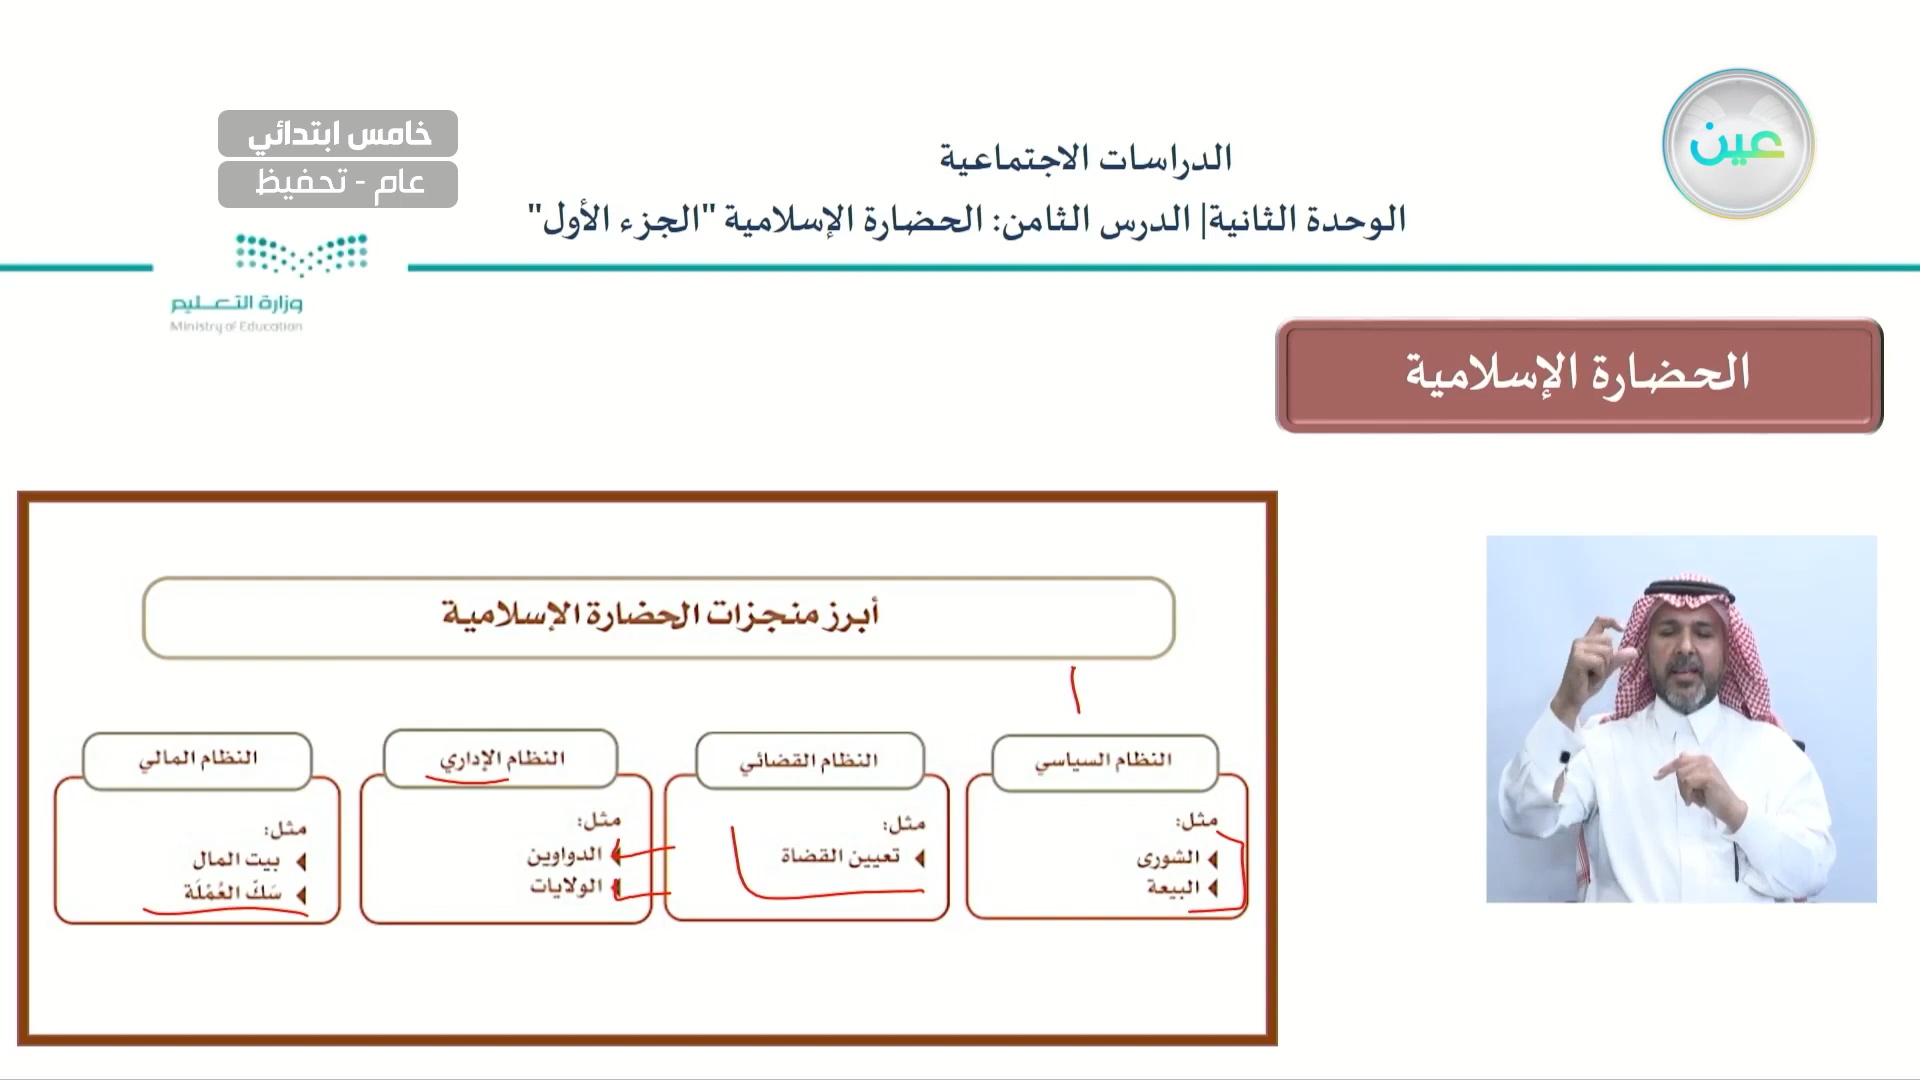 عين
الدراسات الاجتماعية
الوحدة الثانية| الدرس الثامن: الحضارة الإسلامية "الجزء الأول"
خامس ابتدائي
عام - تحفيظ
وزارة التعليم
Ministry of Education
الحضارة الإسلامية
أبرز منجزات الحضارة الإسلامية
النظام السياسي
مثل:
الشورى
البيعة
النظام القضائي
مثل:
تعيين القضاة
النظام الإداري
مثل:
الدواوين
الولايات
النظام المالي
مثل:
بيت المال
سَكّ العُمْلَة